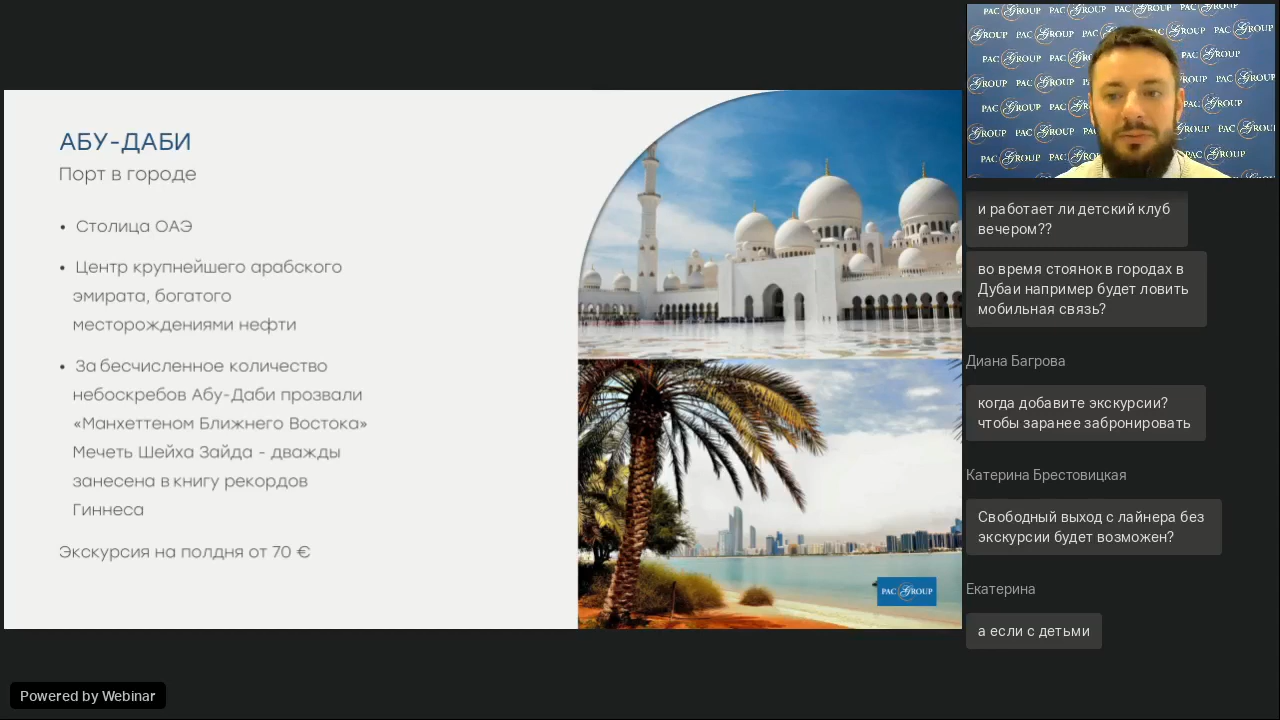 АБУ-ДАБИ
Порт в городе
• Столица ОАЭ
• Центр крупнейшего арабского
эмирата, богатого
месторождениями нефти
• За бесчисленное количество
небоскребов Абу-Даби прозвали
«Манхеттеном Ближнего Востока»
Мечеть Шейха Зайда - дважды
занесена в книгу рекордов
Гиннеса
Экскурсия на полдня от 70 €
PAC GROUP
и работает ли детский клуб
вечером??
во время стоянок в городах в
Дубаи например будет ловить
мобильная связь?
Диана Багрова
когда добавите экскурсии?
чтобы заранее забронировать
Катерина Брестовицкая
Свободный выход с лайнера без
экскурсии будет возможен?
Екатерина
а если с детьми
Powered by Webinar